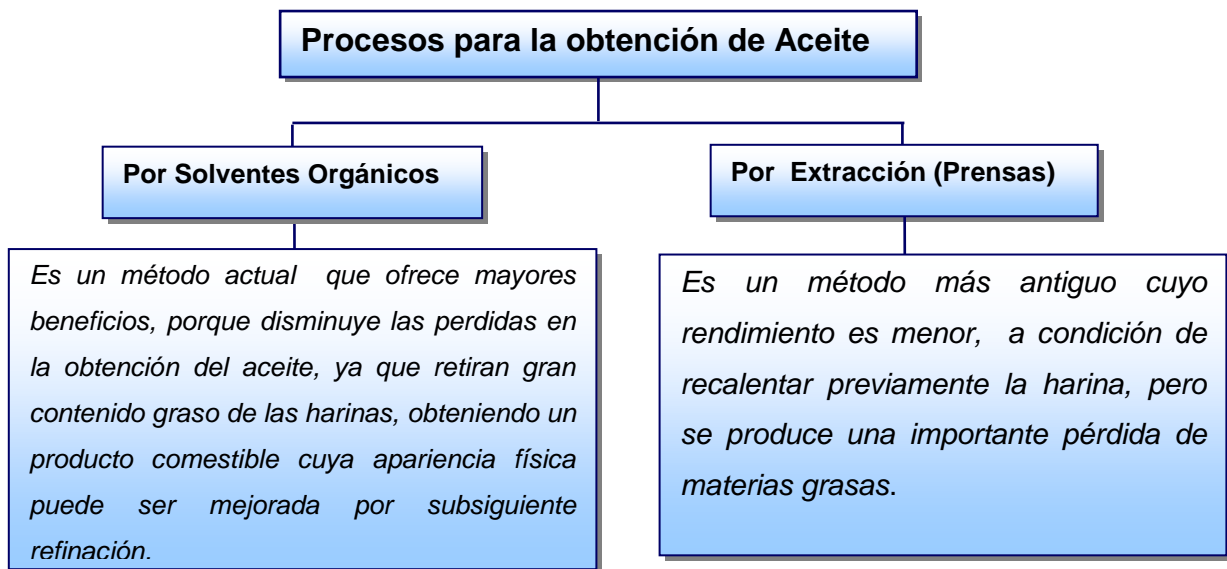 Procesos para la obtención de Aceite
Por Solventes Orgánicos
Por Extracción (Prensas)
Es un método actual que ofrece mayores
beneficios, porque disminuye las perdidas en
la obtención del aceite, ya que retiran gran
contenido graso de las harinas, obteniendo un
producto comestible cuya apariencia física
puede ser mejorada por subsiguiente
refinación.
Es un método más antiguo cuyo
rendimiento es menor, a condición de
recalentar previamente la harina, pero
se produce una importante pérdida de
materias grasas.